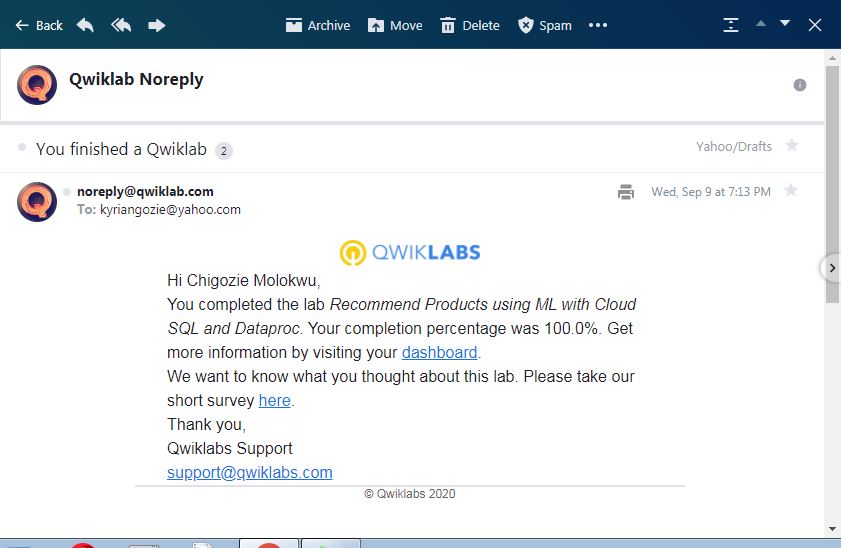 Back Archive Move Delete Spam
Qwiklab Noreply
You finished a Qwiklab 2 Yahoo/Drafts
noreply@qwiklab.com Wed, Sep 9 at 7:13 PM
To: kyriangozie@yahoo.com
QWIKLABS
Hi Chigozie Molokwu,
You completed the lab Recommend Products using ML with Cloud
SQL and Dataproc. Your completion percentage was 100.0%. Get
more information by visiting your dashboard.
We want to know what you thought about this lab. Please take our
short survey here.
Thank you,
Qwiklabs Support
support@qwiklabs.com
© Qwiklabs 2020